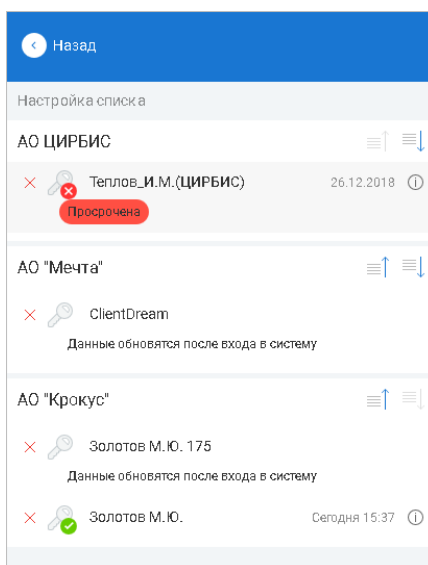 Назад
Настройка списка
АО ЦИРБИС
Теплов_И.М.(ЦИРБИС) 26.12.2018
Просрочена
АО "Мечта"
ClientDream
Данные обновятся после входа в систему
АО "Крокус"
Золотов М.Ю. 175
Данные обновятся после входа в систему
Золотов М.Ю. Сегодня 15:37